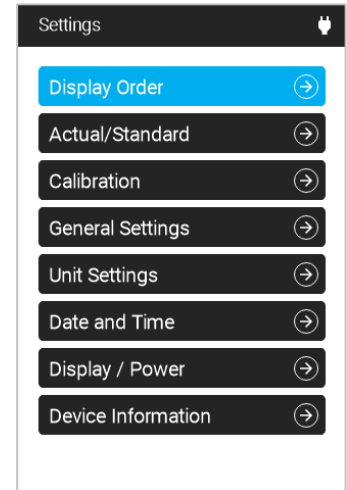 Settings
Display Order
Actual/Standard
Calibration
General Settings
Unit Settings
Date and Time
Display / Power
Device Information